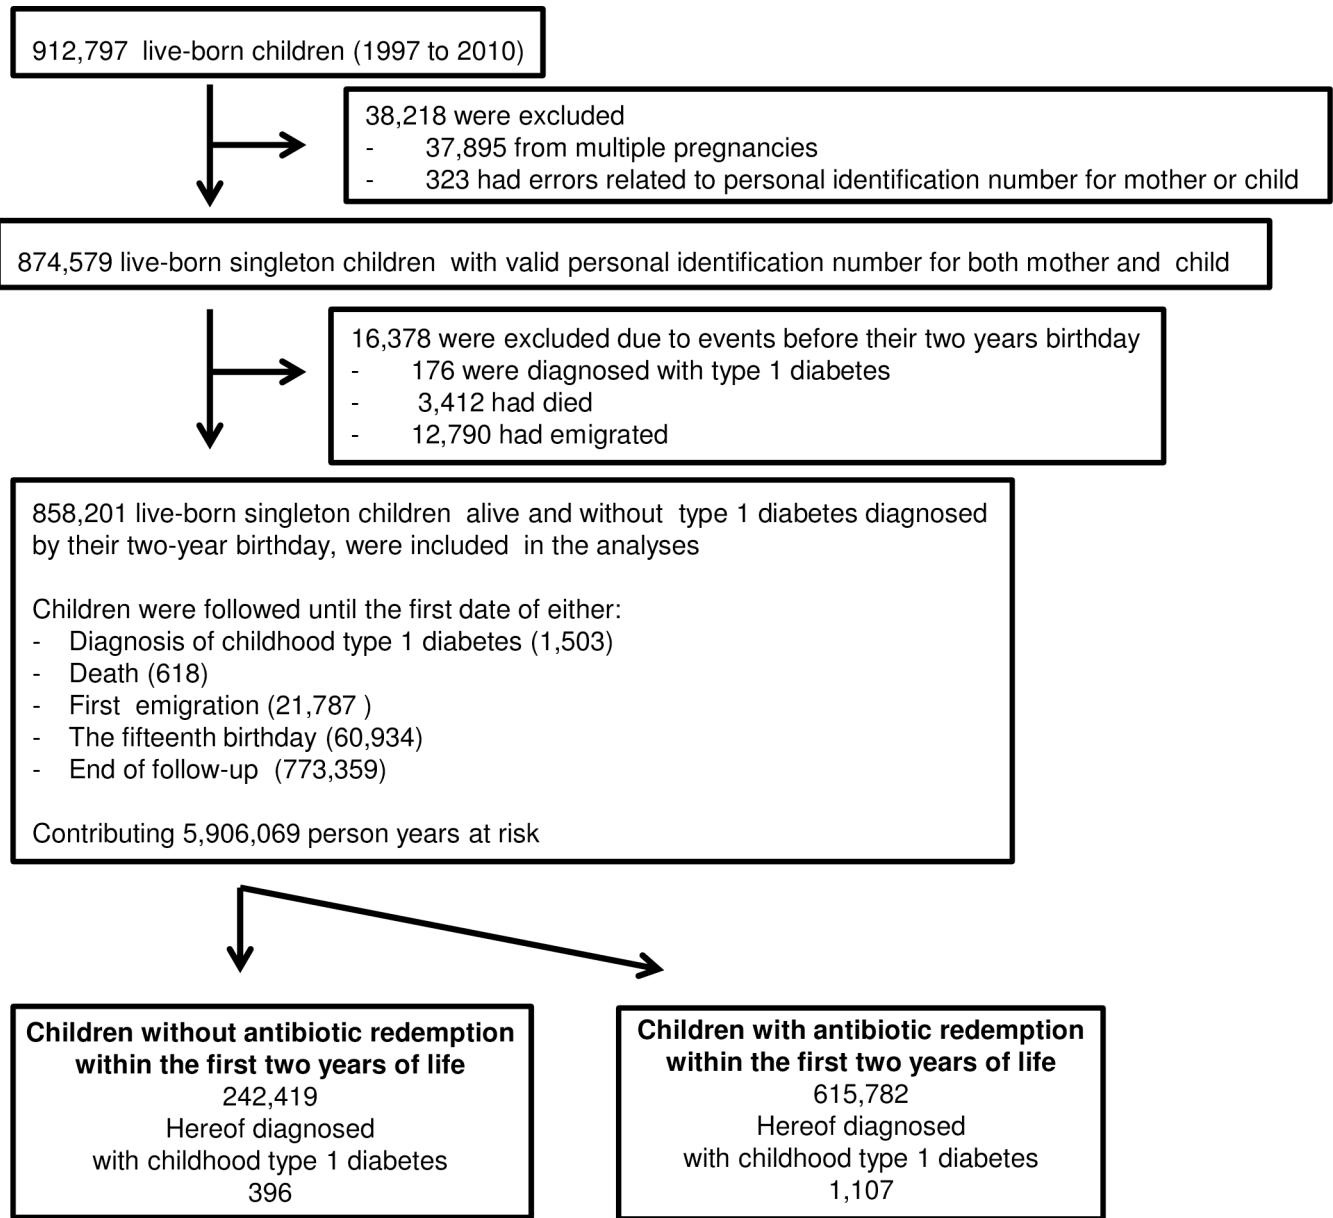 912,797 live-born children (1997 to 2010)
38,218 were excluded
- 37,895 from multiple pregnancies
- 323 had errors related to personal identification number for mother or child
874,579 live-born singleton children with valid personal identification number for both mother and child
16,378 were excluded due to events before their two years birthday
- 176 were diagnosed with type 1 diabetes
- 3,412 had died
- 12,790 had emigrated
858,201 live-born singleton children alive and without type 1 diabetes diagnosed
by their two-year birthday, were included in the analyses
Children were followed until the first date of either:
- Diagnosis of childhood type 1 diabetes (1,503)
- Death (618)
- First emigration (21,787 )
- The fifteenth birthday (60,934)
- End of follow-up (773,359)
Contributing 5,906,069 person years at risk
Children without antibiotic redemption
within the first two years of life
242,419
Hereof diagnosed
with childhood type 1 diabetes
396
Children with antibiotic redemption
within the first two years of life
615,782
Hereof diagnosed
with childhood type 1 diabetes
1,107